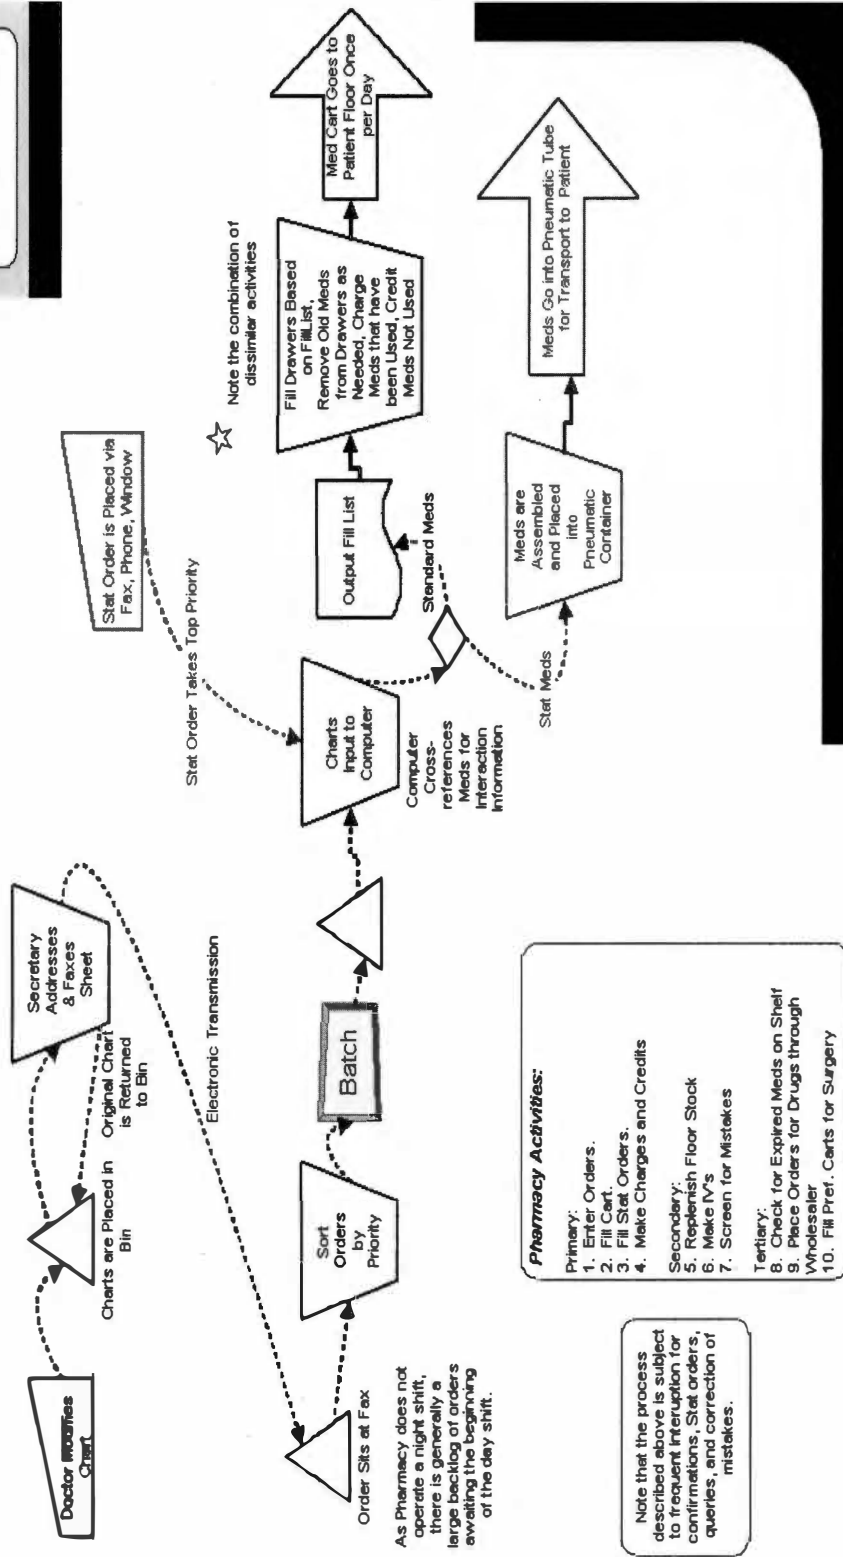 Doctor Modifies
Chart
Charts are Placed in
Bin
Secretary
Addresses
& Faxes
Sheet
Original Chart
is Returned
to Bin
Electronic Transmission
Order Sits at Fax
As Pharmacy does not
operate a night shift,
there is generally a
large backlog of orders
awaiting the beginning
of the day shift.
Sort
Orders
by
Priority
Batch
Stat Order is Placed via
Fax, Phone, Window
Stat Order Takes Top Priority
Charts
Input to
Computer
Computer
Cross-
references
Meds for
Interaction
Information
Output Fill List
Standard Meds
Stat Meds
Note the combination of
dissimilar activities
Fill Drawers Based
on FillList,
Remove Old Meds
from Drawers as
Needed, Charge
Meds that have
been Used, Credit
Meds Not Used
Med Cart Goes to
Patient Floor Once
per Day
Meds are
Assembled
and Placed
into
Pneumatic
Container
Meds Go into Pneumatic Tube
for Transport to Patient
Note that the process
described above is subject
to frequent interuption for
confirmations, Stat orders,
queries, and correction of
mistakes.
Pharmacy Activities:
Primary:
1. Enter Orders.
2. Fill Cart.
3. Fill Stat Orders.
4. Make Charges and Credits
Secondary:
5. Replenish Floor Stock
6. Make IV's
7. Screen for Mistakes
Tertiary:
8. Check for Expired Meds on Shelf
9. Place Orders for Drugs through
Wholesaler
10. Fill Pref. Carts for Surgery